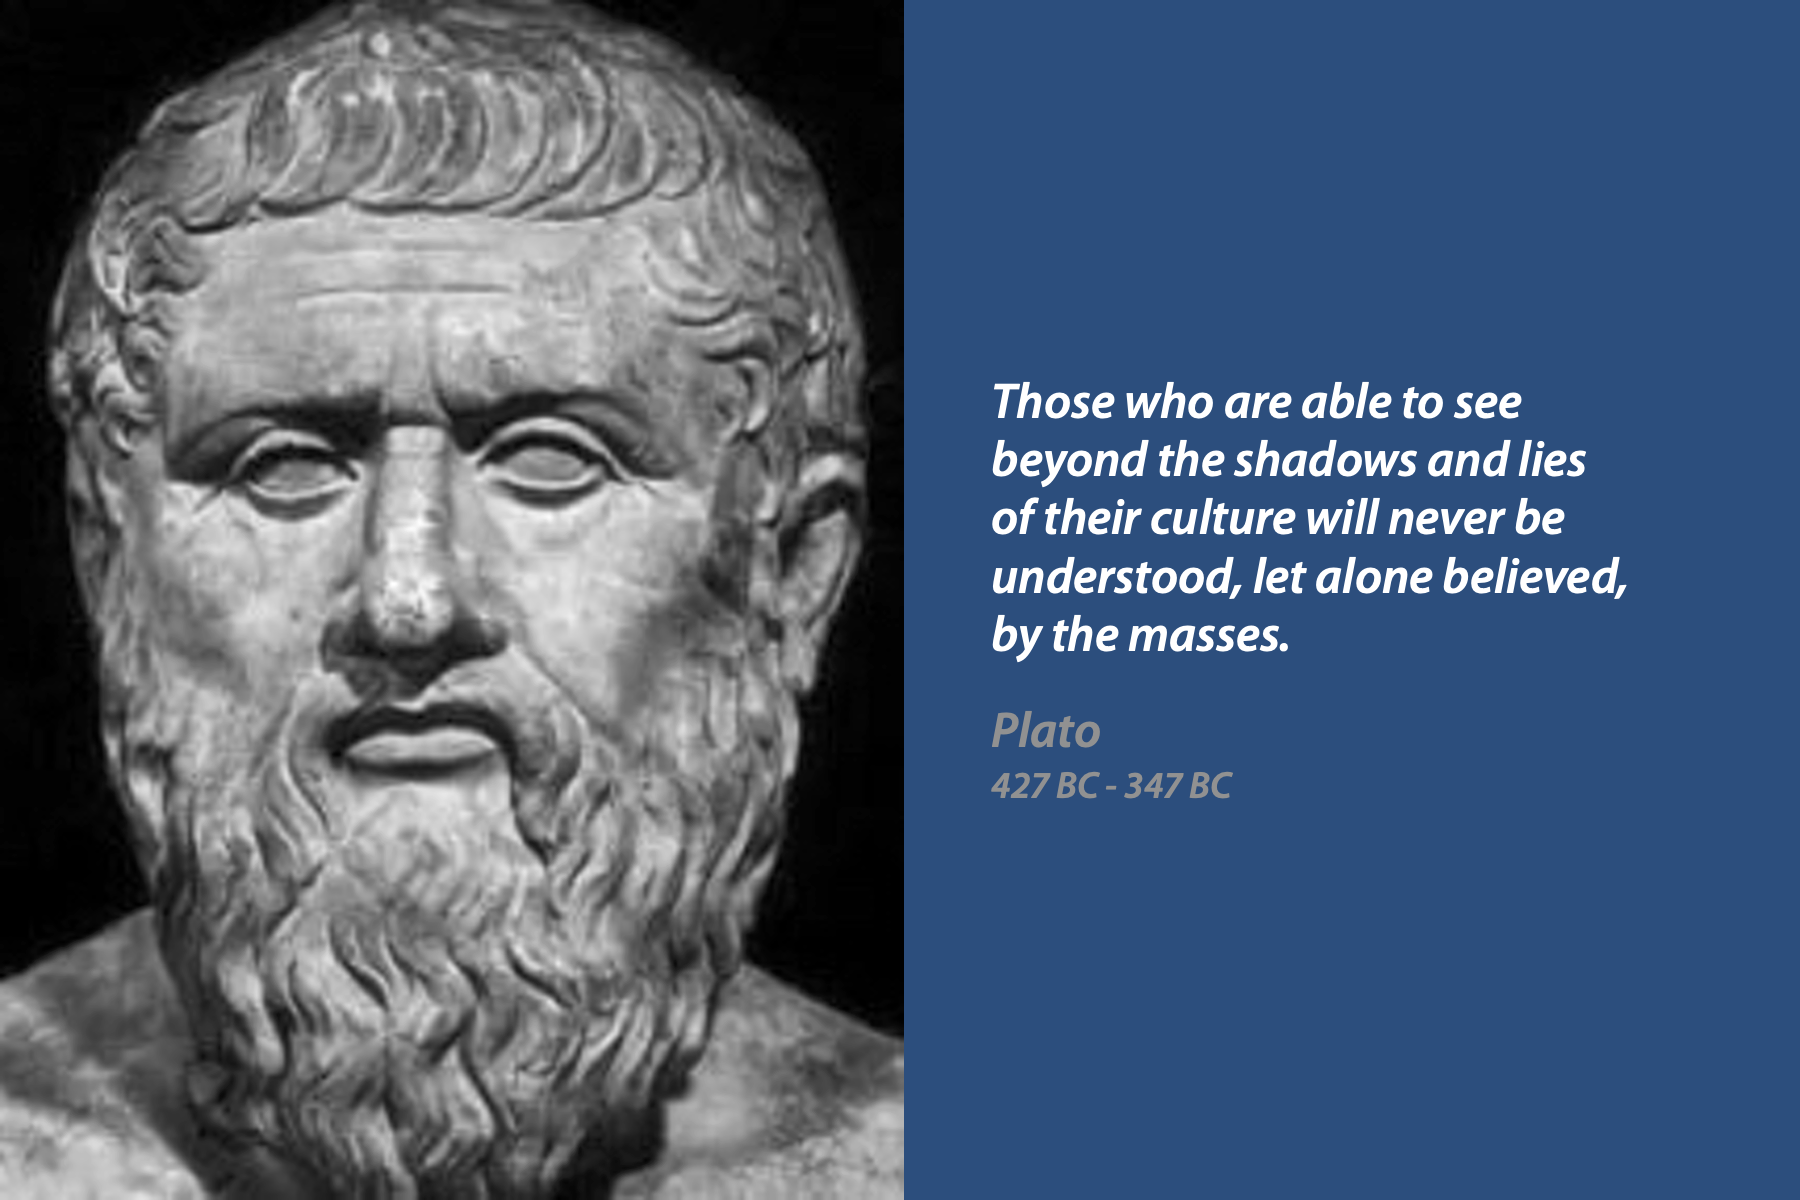 Those who are able to see
beyond the shadows and lies
of their culture will never be
understood, let alone believed,
by the masses.
Plato
427 BC - 347 BC